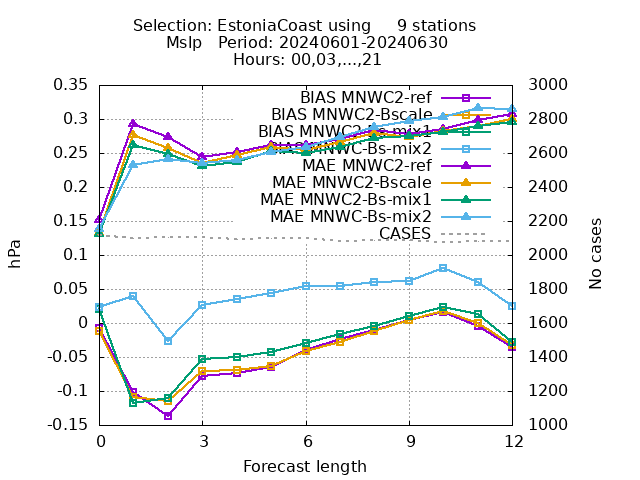 Selection: EstoniaCoast using 9 stations
Mslp Period: 20240601-20240630
Hours: 00,03,...,21
0.35 3000
0.3 2800
0.25 2600
0.2 2400
0.15 2200
0.1 2000
0.05 1800
0 1600
-0.05 1400
-0.1 1200
-0.15 1000
BIAS MNWC2-ref
BIAS MNWC2-Bscale
BIAS MNWC2-Bs-mix1
BIAS MNWC-Bs-mix2
MAE MNWC2-ref
MAE MNWC2-Bscale
MAE MNWC2-Bs-mix1
MAE MNWC-Bs-mix2
CASES
hPa
No cases
0 3 6 9 12
Forecast length